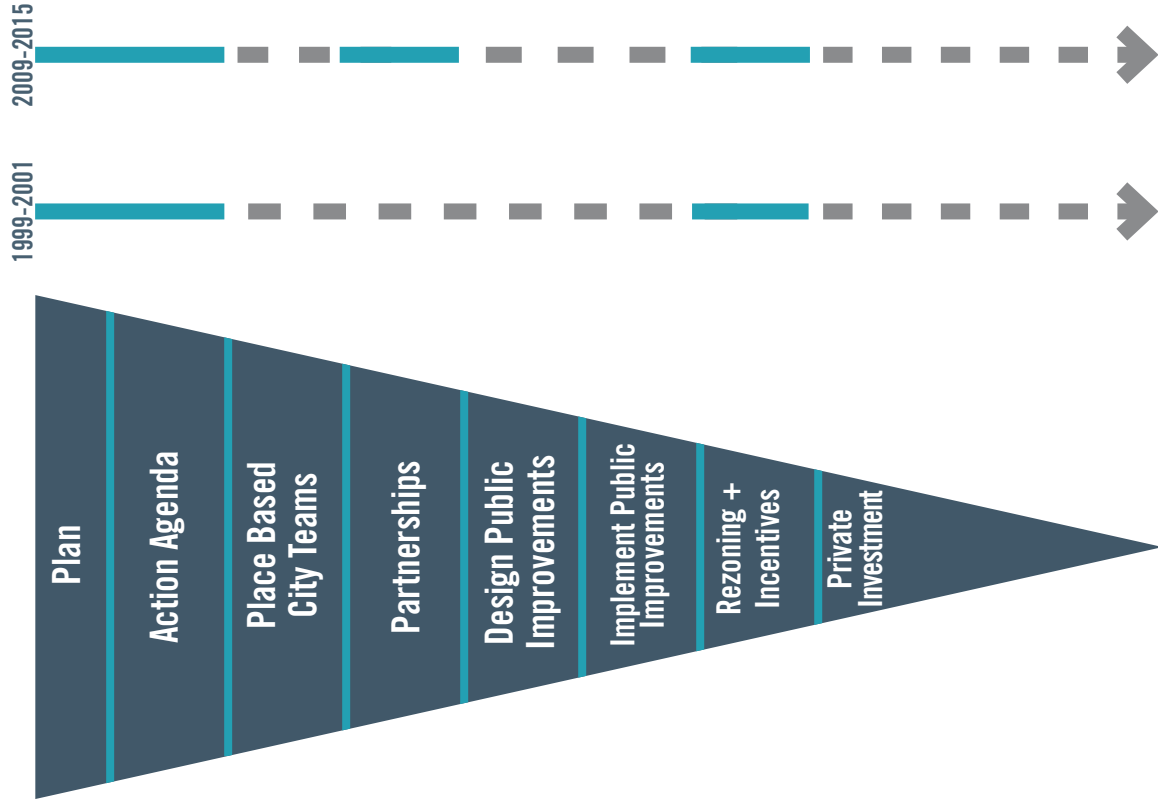 2009-2015
1999-2001
Plan
Action Agenda
Place Based
City Teams
Partnerships
Design Public
Improvements
Implement Public
Improvements
Rezoning +
Incentives
Private
Investment